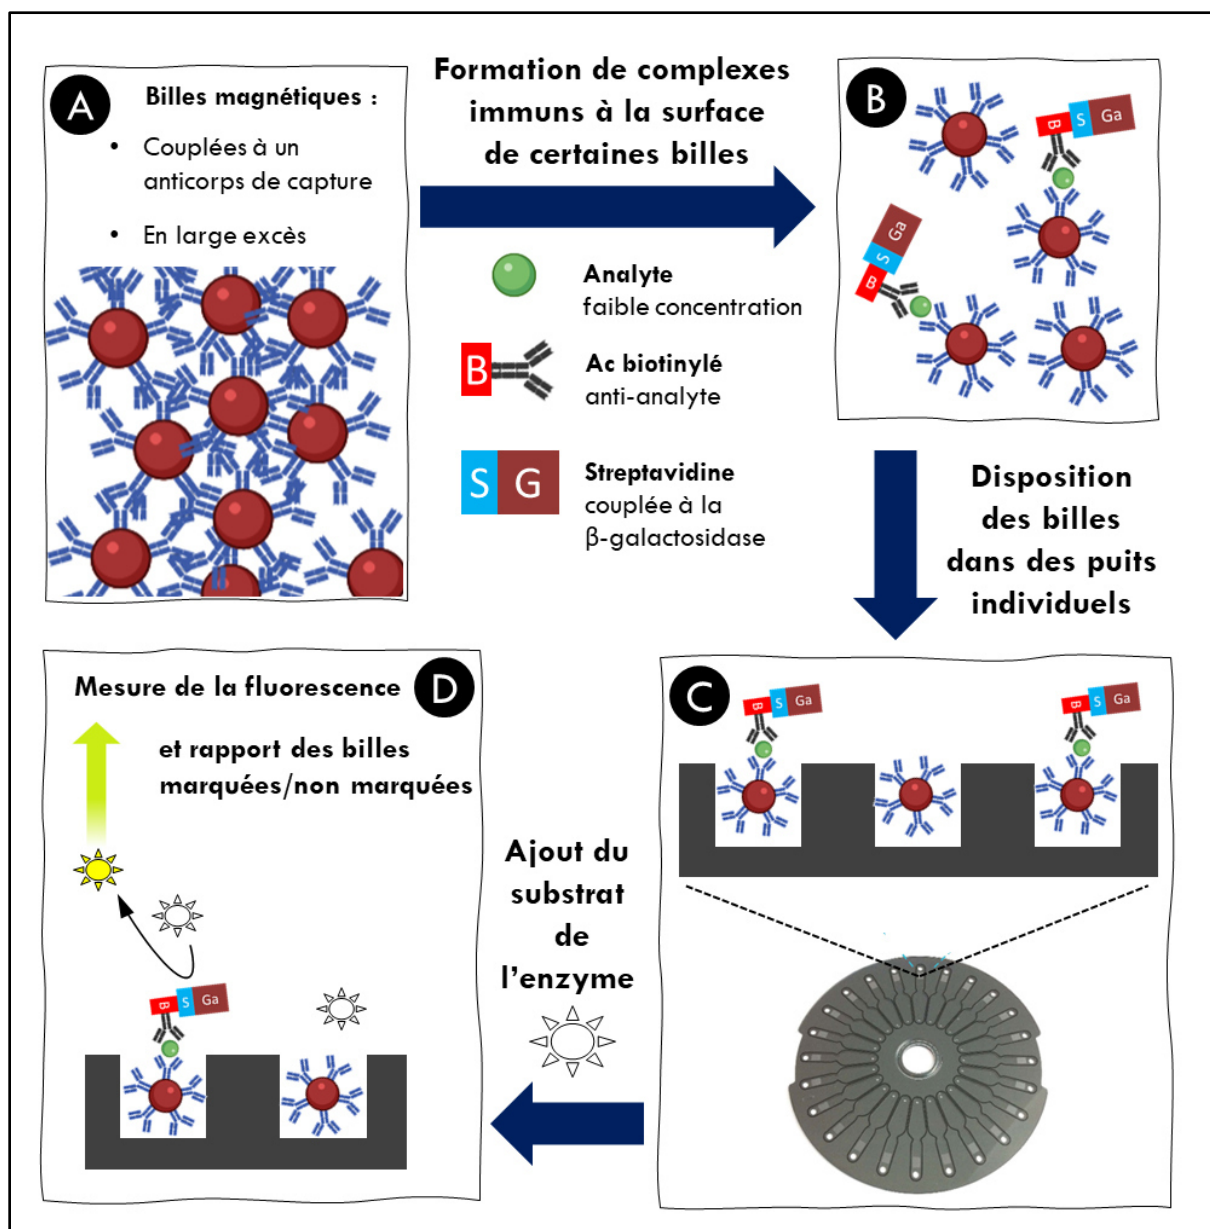 A
Billes magnétiques :
• Couplées à un
anticorps de capture
• En large excès
Formation de complexes
immuns à la surface
de certaines billes
Analyte
faible concentration
B
Ac biotinylé
anti-analyte
S G
Streptavidine
couplée à la
β-galactosidase
B
B S Ga
B S Ga
Disposition
des billes
dans des puits
individuels
C
B S Ga
B S Ga
Ajout du
substrat
de
l'enzyme
D
Mesure de la fluorescence
et rapport des billes
marquées/non marquées
B S Ga